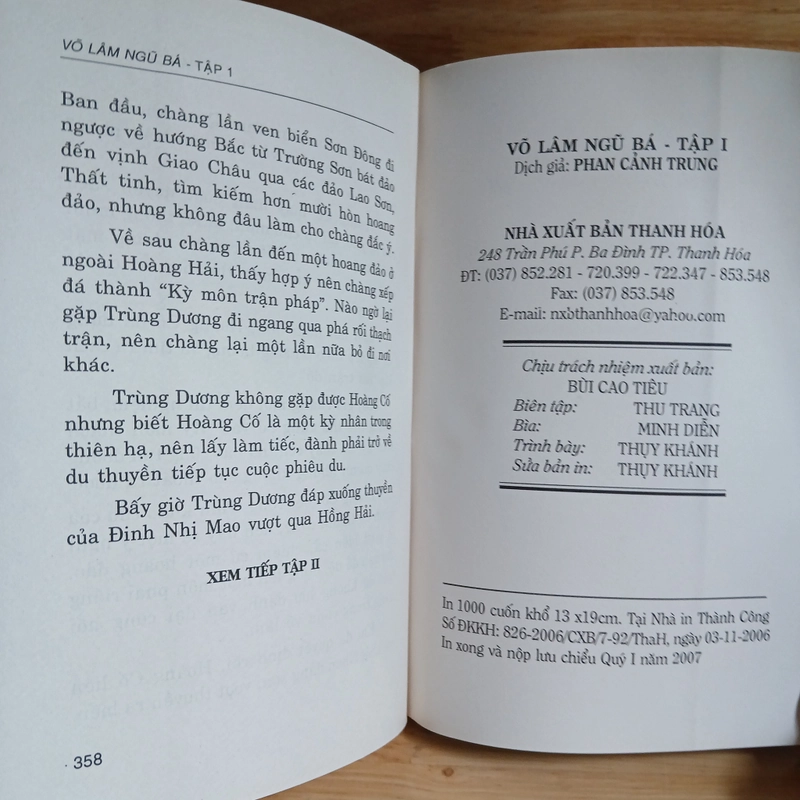 VÕ LÂM NGŨ BÁ - TẬP 1
Ban đầu, chàng lần ven biển Sơn Đông đi
ngược về hướng Bắc từ Trường Sơn bát đảo
đến vịnh Giao Châu qua các đảo Lao Sơn,
Thất tinh, tìm kiếm hơn mười hòn hoang
đảo, nhưng không đâu làm cho chàng đắc ý.
Về sau chàng lần đến một hoang đảo ở
ngoài Hoàng Hải, thấy hợp ý nên chàng xếp
đá thành “Kỳ môn trận pháp”. Nào ngờ lại
gặp Trùng Dương đi ngang qua phá rối thạch
trận, nên chàng lại một lần nữa bỏ đi nơi
khác.
Trùng Dương không gặp được Hoàng Cố
nhưng biết Hoàng Cố là một kỳ nhân trong
thiên hạ, nên lấy làm tiếc, đành phải trở về
du thuyền tiếp tục cuộc phiêu du.
Bấy giờ Trùng Dương đáp xuống thuyền
của Đinh Nhị Mao vượt qua Hồng Hải.
XEM TIẾP TẬP II
358
VÕ LÂM NGŨ BÁ - TẬP I
Dịch giả: PHAN CẢNH TRUNG
NHÀ XUẤT BẢN THANH HÓA
248 Trần Phú P. Ba Đình TP. Thanh Hóa
ĐT: (037) 852.281 - 720.399 - 722.347 - 853.548
Fax: (037) 853.548
E-mail: nxbthanhhoa@yahoo.com
Chịu trách nhiệm xuất bản:
BÙI CAO TIÊU
Biên tập: THU TRANG
Bìa: MINH DIỄN
Trình bày: THỤY KHÁNH
Sửa bản in: THỤY KHÁNH
In 1000 cuốn khổ 13 x19cm. Tại Nhà in Thành Công
Số ĐKKH: 826-2006/CXB/7-92/ThaH, ngày 03-11-2006
In xong và nộp lưu chiểu Quý I năm 2007